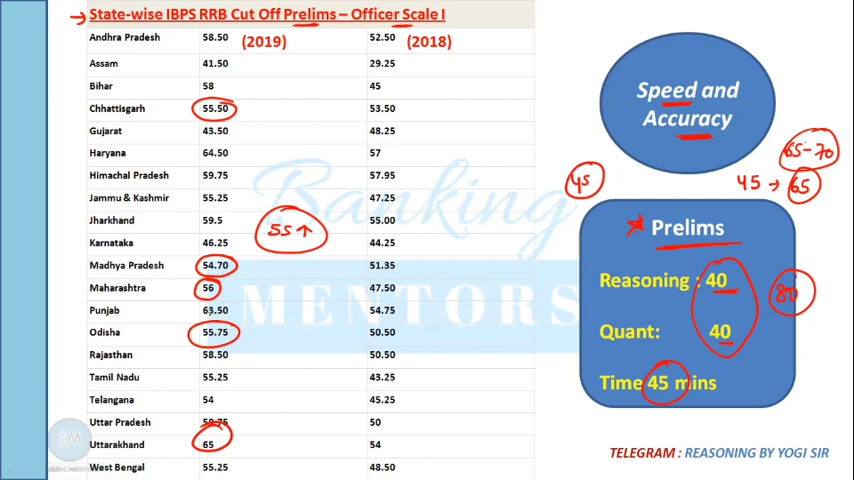 State-wise IBPS RRB Cut Off Prelims – Officer Scale I
Andhra Pradesh 58.50 (2019) 52.50 (2018)
Assam 41.50 29.25
Bihar 58 45
Chhattisgarh 55.50 53.50
Gujarat 43.50 48.25
Haryana 64.50 57
Himachal Pradesh 59.75 57.95
Jammu & Kashmir 55.25 47.25
Jharkhand 59.5 55.00
55↑
Karnataka 46.25 44.25
Madhya Pradesh 54.70 51.35
Maharashtra 56 47.50
Punjab 63.50 54.75
Odisha 55.75 50.50
Rajasthan 58.50 50.50
Tamil Nadu 55.25 43.25
Telangana 54 45.25
Uttar Pradesh 58.75 50
Uttarakhand 65 54
West Bengal 55.25 48.50
Banking
MENTORS
Speed and
Accuracy
65-70
45 45 → 65
Prelims
Reasoning : 40
80
Quant: 40
Time 45 mins
TELEGRAM : REASONING BY YOGI SIR